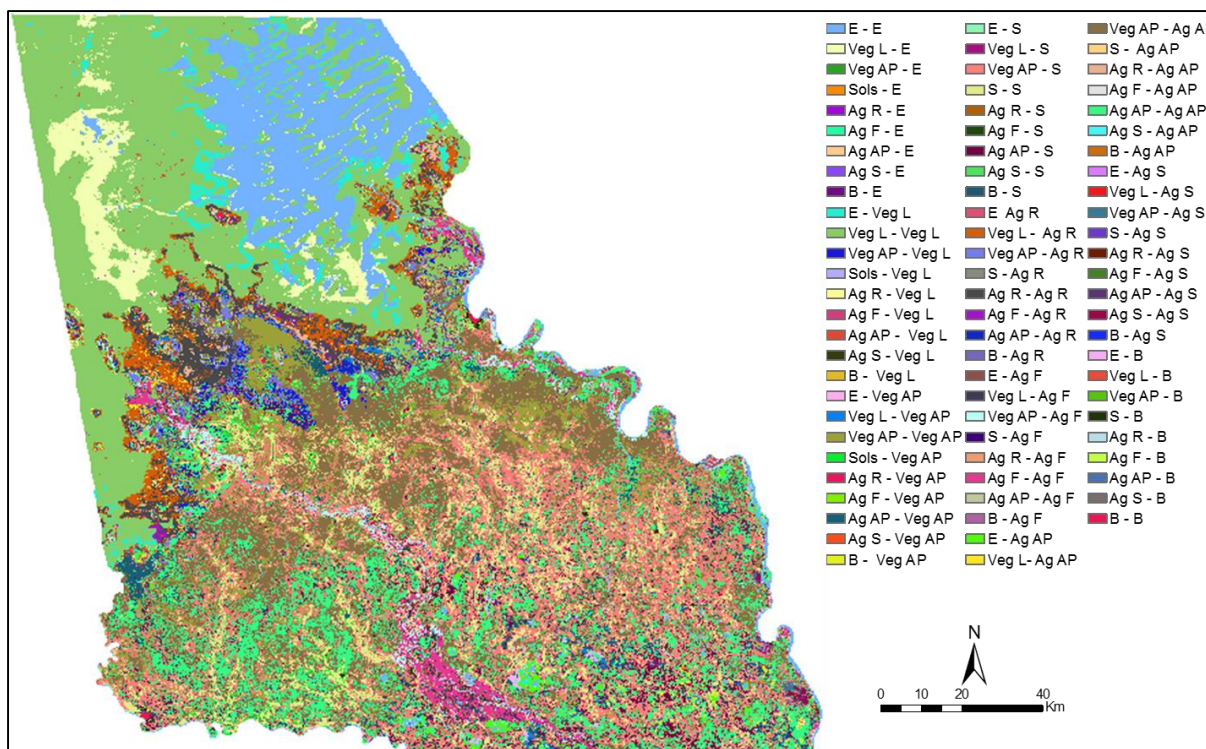 E - E
Veg L - E
Veg AP - E
Sols - E
Ag R - E
Ag F - E
Ag AP - E
Ag S - E
B - E
E - Veg L
Veg L - Veg L
Veg AP - Veg L
Sols - Veg L
Ag R - Veg L
Ag F - Veg L
Ag AP - Veg L
Ag S - Veg L
B - Veg L
E - Veg AP
Veg L - Veg AP
Veg AP - Veg AP
Sols - Veg AP
Ag R - Veg AP
Ag F - Veg AP
Ag AP - Veg AP
Ag S - Veg AP
B - Veg AP
E - S
Veg L - S
Veg AP - S
S - S
Ag R - S
Ag F - S
Ag AP - S
Ag S - S
B - S
E Ag R
Veg L - Ag R
Veg AP - Ag R
S - Ag R
Ag R - Ag R
Ag F - Ag R
Ag AP - Ag R
B - Ag R
E - Ag F
Veg L - Ag F
Veg AP - Ag F
S - Ag F
Ag R - Ag F
Ag F - Ag F
Ag AP - Ag F
B - Ag F
E - Ag AP
Veg L - Ag AP
Veg AP - Ag AP
S - Ag AP
Ag R - Ag AP
Ag F - Ag AP
Ag AP - Ag AP
Ag S - Ag AP
B - Ag AP
E - Ag S
Veg L - Ag S
Veg AP - Ag S
S - Ag S
Ag R - Ag S
Ag F - Ag S
Ag AP - Ag S
Ag S - Ag S
B - Ag S
E - B
Veg L - B
Veg AP - B
S - B
Ag R - B
Ag F - B
Ag AP - B
Ag S - B
B - B
N
0 10 20 40
Km